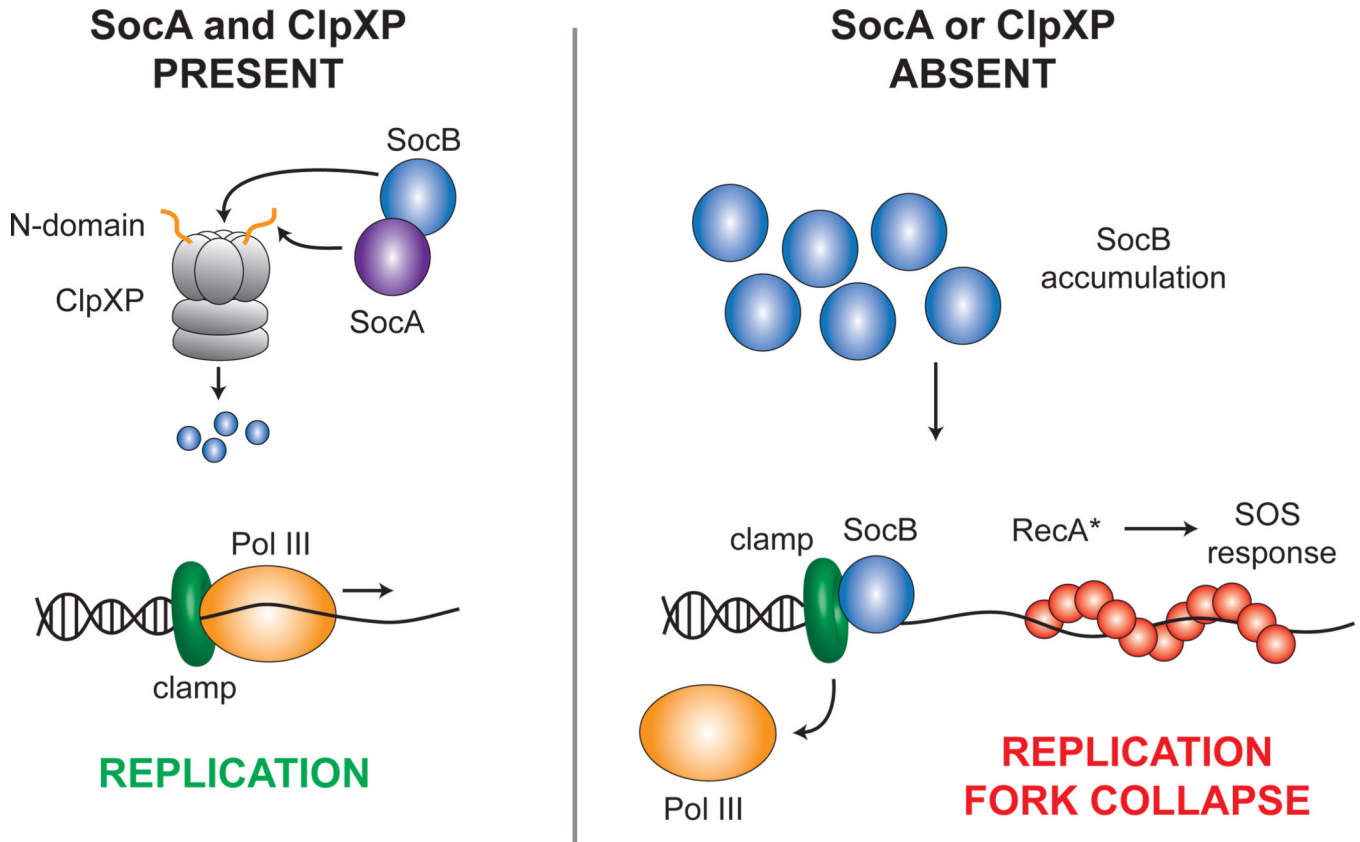 SocA and ClpXP
PRESENT
SocB
N-domain
ClpXP
SocA
Pol III
clamp
REPLICATION
SocA or ClpXP
ABSENT
SocB
accumulation
clamp
SocB
RecA*
SOS
response
Pol III
REPLICATION
FORK COLLAPSE